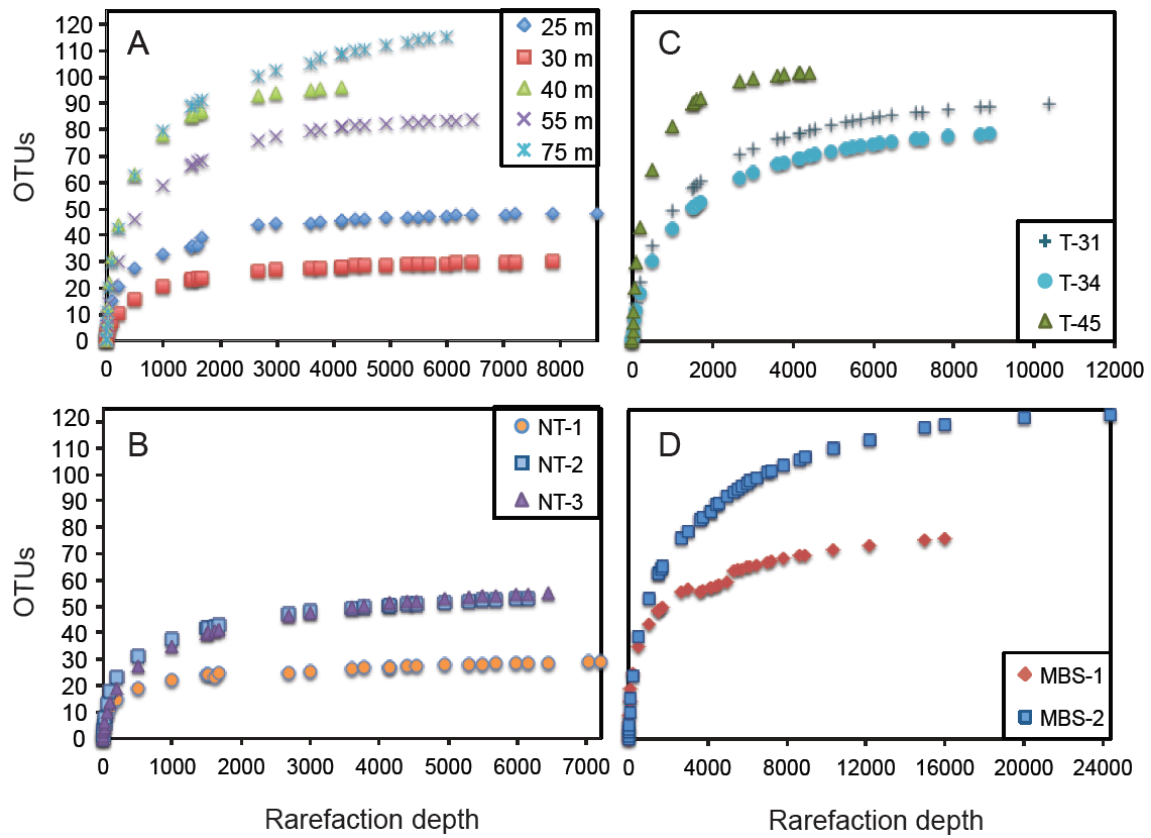 A
120
110
100
90
80
70
60
50
40
30
20
10
0
OTUs
25 m
30 m
40 m
55 m
75 m
0 1000 2000 3000 4000 5000 6000 7000 8000
C
T-31
T-34
T-45
0 2000 4000 6000 8000 10000 12000
B
120
110
100
90
80
70
60
50
40
30
20
10
0
OTUs
NT-1
NT-2
NT-3
0 1000 2000 3000 4000 5000 6000 7000
Rarefaction depth
D
MBS-1
MBS-2
0 4000 8000 12000 16000 20000 24000
Rarefaction depth